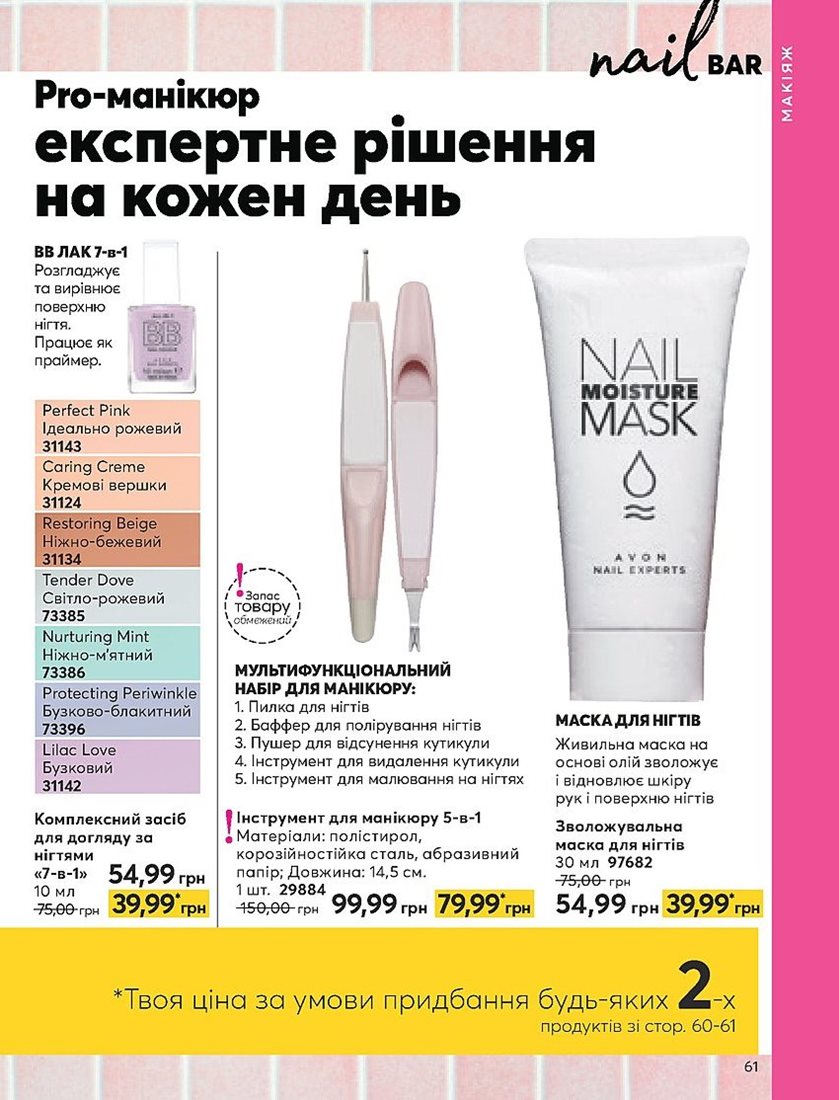 nail BAR
МАКІЯЖ
Pro-манікюр
експертне рішення
на кожен день
BB ЛАК 7-в-1
Розгладжує
та вирівнює
поверхню
нігтя.
Працює як
праймер.
BB
Perfect Pink
Ідеально рожевий
31143
Caring Creme
Кремові вершки
31124
Restoring Beige
Ніжно-бежевий
31134
Tender Dove
Світло-рожевий
73385
Nurturing Mint
Ніжно-м'ятний
73386
Protecting Periwinkle
Бузково-блакитний
73396
Lilac Love
Бузковий
31142
Комплексний засіб
для догляду за
нігтями
«7-в-1»
10 мл
54,99 грн
75,00 грн
39,99* грн
! Запас
товару
обмежений
МУЛЬТИФУНКЦІОНАЛЬНИЙ
НАБІР ДЛЯ МАНІКЮРУ:
1. Пилка для нігтів
2. Баффер для полірування нігтів
3. Пушер для відсунення кутикули
4. Інструмент для видалення кутикули
5. Інструмент для малювання на нігтях
! Інструмент для манікюру 5-в-1
Матеріали: полістирол,
корозійностійка сталь, абразивний
папір; Довжина: 14,5 см.
1 шт. 29884
150,00 грн 99,99 грн 79,99* грн
NAIL
MOISTURE
MASK
AVON
NAIL EXPERTS
МАСКА ДЛЯ НІГТІВ
Живильна маска на
основі олій зволожує
і відновлює шкіру
рук і поверхню нігтів
Зволожувальна
маска для нігтів
30 мл 97682
75,00 грн
54,99 грн 39,99* грн
*Твоя ціна за умови придбання будь-яких 2-х
продуктів зі стор. 60-61
61